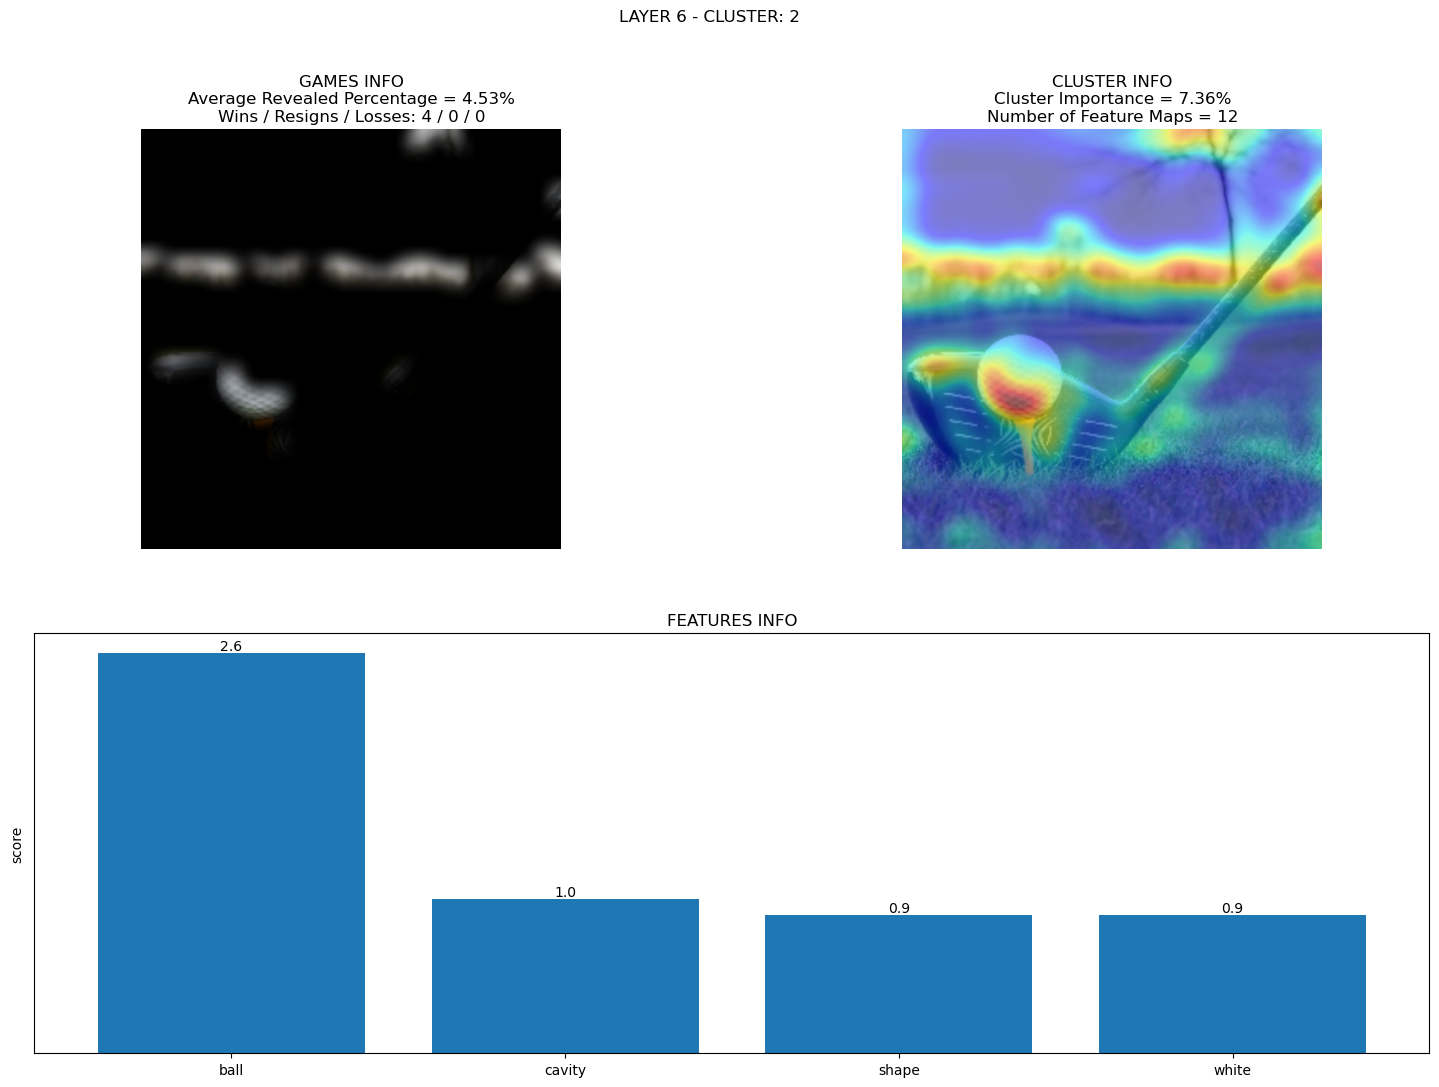 LAYER 6 - CLUSTER: 2
GAMES INFO
Average Revealed Percentage = 4.53%
Wins / Resigns / Losses: 4 / 0 / 0
CLUSTER INFO
Cluster Importance = 7.36%
Number of Feature Maps = 12
FEATURES INFO
score
2.6
1.0
0.9
0.9
ball
cavity
shape
white